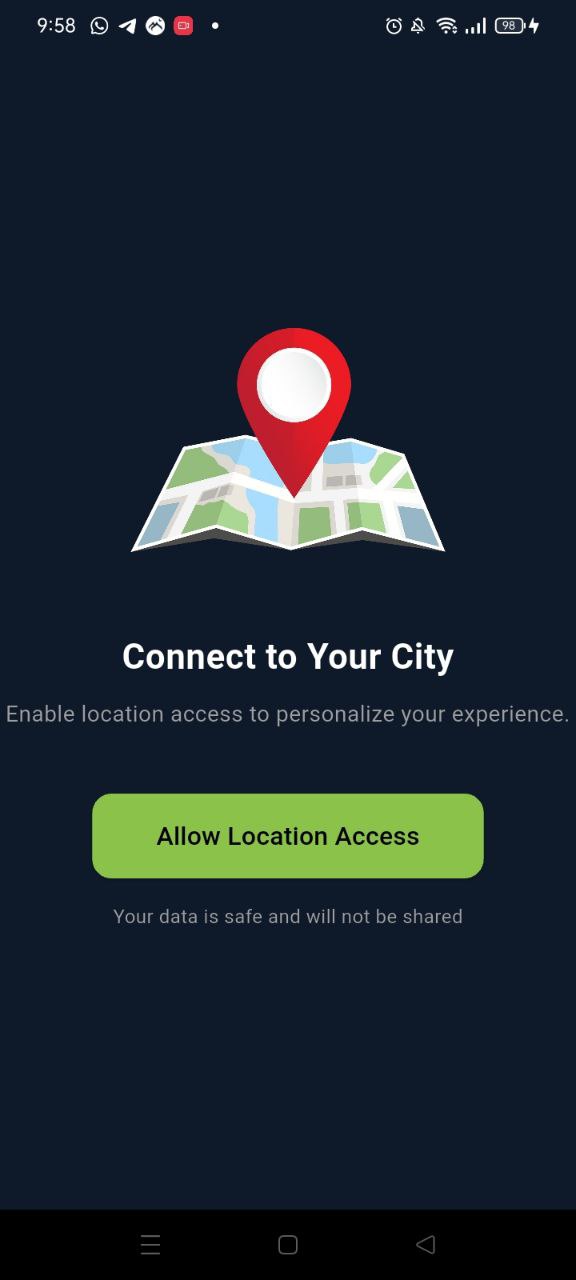 9:58
98
Connect to Your City
Enable location access to personalize your experience.
Allow Location Access
Your data is safe and will not be shared